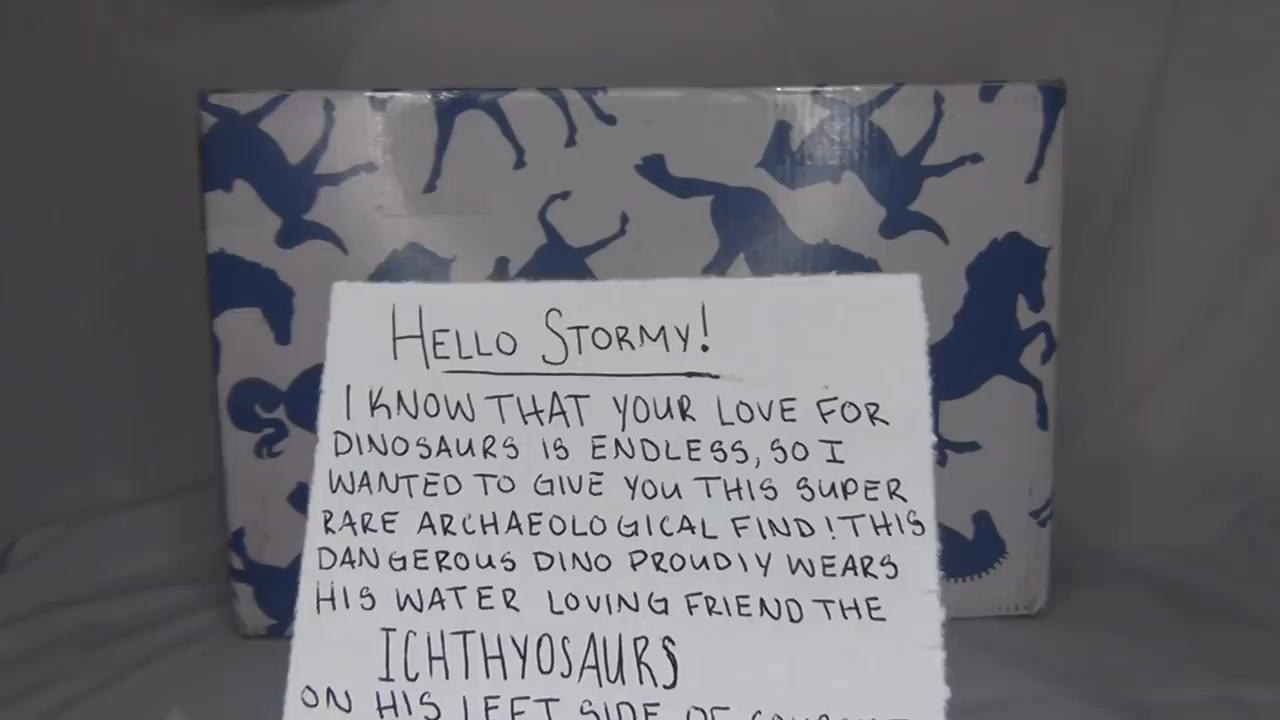 HELLO STORMY!
I KNOW THAT YOUR LOVE FOR
DINOSAURS IS ENDLESS, SO I
WANTED TO GIVE YOU THIS SUPER
RARE ARCHAEOLOGICAL FIND! THIS
DANGEROUS DINO PROUDLY WEARS
HIS WATER LOVING FRIEND THE
ICHTHYOSAURS
ON HIS LEFT SIDE OF